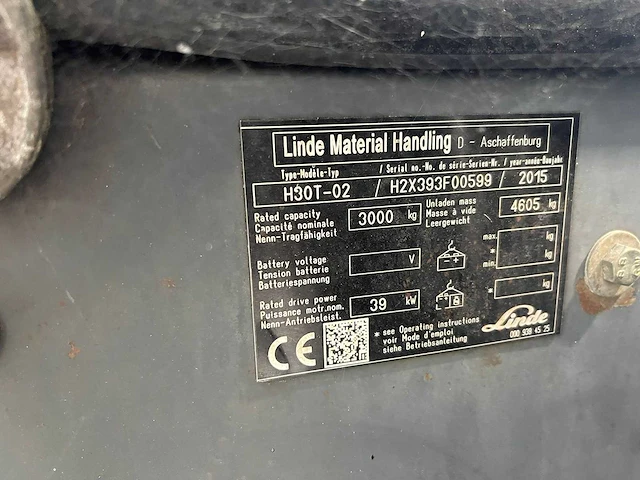 Linde Material Handling D - Aschaffenburg
Type-Modèle-Typ / Serial no.-No. de série-Serien-Nr. / year-année-Baujahr
H30T-02 / H2X393F00599 / 2015
Rated capacity
Capacité nominale
Nenn-Tragfähigkeit
3000 kg
Unladen mass
Masse à vide
Leergewicht
4605 kg
Battery voltage
Tension batterie
Batteriespannung
V
max. kg
*
min. kg
Rated drive power
Puissance motr.nom.
Nenn-Antriebsleist.
39 kW
* kg
CE
* see Operating instructions
voir Mode d'emploi
siehe Betriebsanleitung
Linde
000 938 45 25